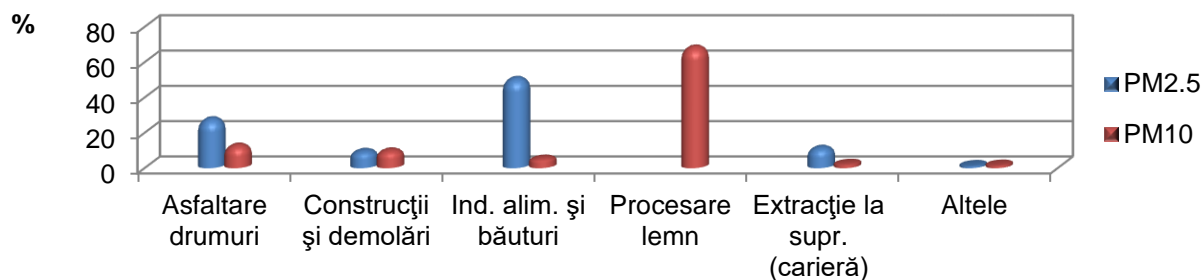 %
80
60
40
20
0
PM2.5
PM10
Asfaltare
drumuri
Construcţii
şi demolări
Ind. alim. şi
băuturi
Procesare
lemn
Extracţie la
supr.
(carieră)
Altele